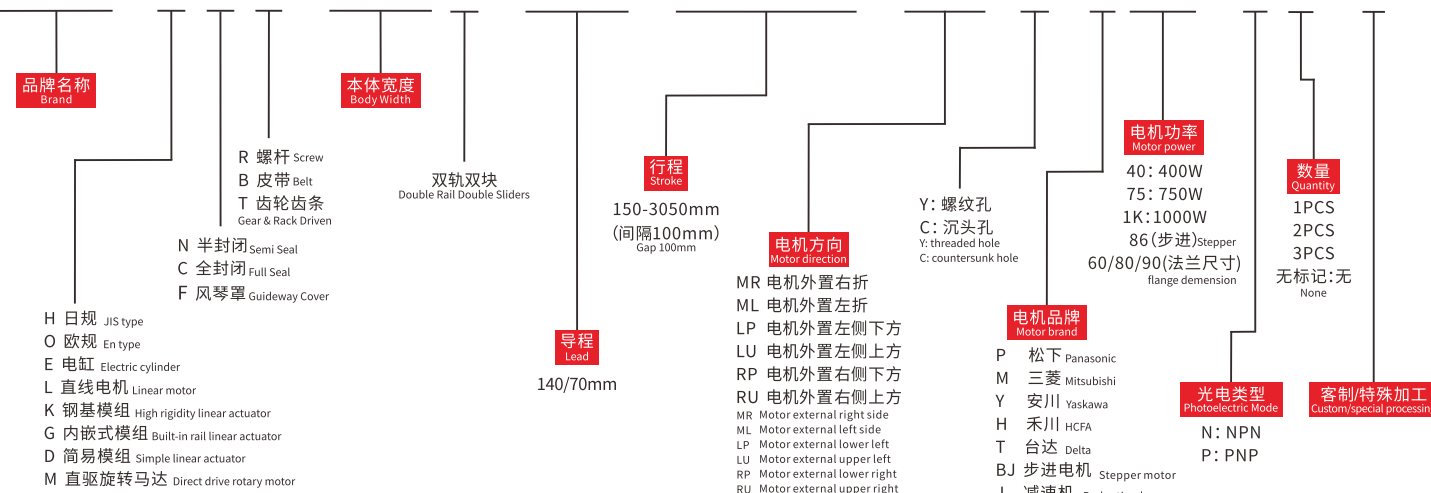 品牌名称
Brand
H 日规 JIS type
O 欧规 En type
E 电缸 Electric cylinder
L 直线电机 Linear motor
K 钢基模组 High rigidity linear actuator
G 内嵌式模组 Built-in rail linear actuator
D 简易模组 Simple linear actuator
M 直驱旋转马达 Direct drive rotary motor
N 半封闭 Semi Seal
C 全封闭 Full Seal
F 风琴罩 Guideway Cover
R 螺杆 Screw
B 皮带 Belt
T 齿轮齿条
Gear & Rack Driven
本体宽度
Body Width
双轨双块
Double Rail Double Sliders
导程
Lead
140/70mm
行程
Stroke
150-3050mm
(间隔100mm)
Gap 100mm
电机方向
Motor direction
MR 电机外置右折
ML 电机外置左折
LP 电机外置左侧下方
LU 电机外置左侧上方
RP 电机外置右侧下方
RU 电机外置右侧上方
MR Motor external right side
ML Motor external left side
LP Motor external lower left
LU Motor external upper left
RP Motor external lower right
RU Motor external upper right
Y：螺纹孔
C：沉头孔
Y: threaded hole
C: countersunk hole
电机品牌
Motor brand
P 松下 Panasonic
M 三菱 Mitsubishi
Y 安川 Yaskawa
H 禾川 HCFA
T 台达 Delta
BJ 步进电机 Stepper motor
减速机
电机功率
Motor power
40：400W
75：750W
1K：1000W
86(步进)Stepper
60/80/90(法兰尺寸)
flange demension
光电类型
Photoelectric Mode
N：NPN
P：PNP
数量
Quantity
1PCS
2PCS
3PCS
无标记：无
None
客制/特殊加工
Custom/special processin